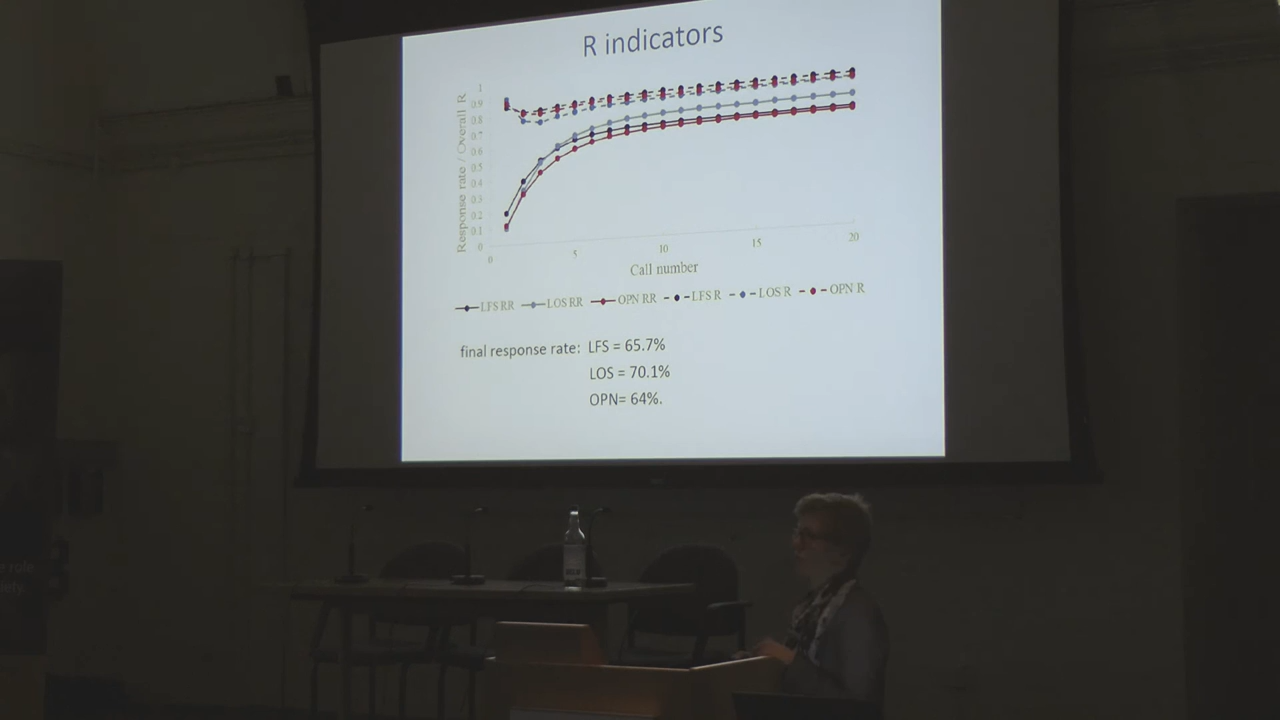 R indicators
Response rate / Overall R
1
0.9
0.8
0.7
0.6
0.5
0.4
0.3
0.2
0.1
0
0 5 10 15 20
Call number
LFS RR LOS RR OPN RR LFS R LOS R OPN R
final response rate: LFS = 65.7%
LOS = 70.1%
OPN= 64%.
e role